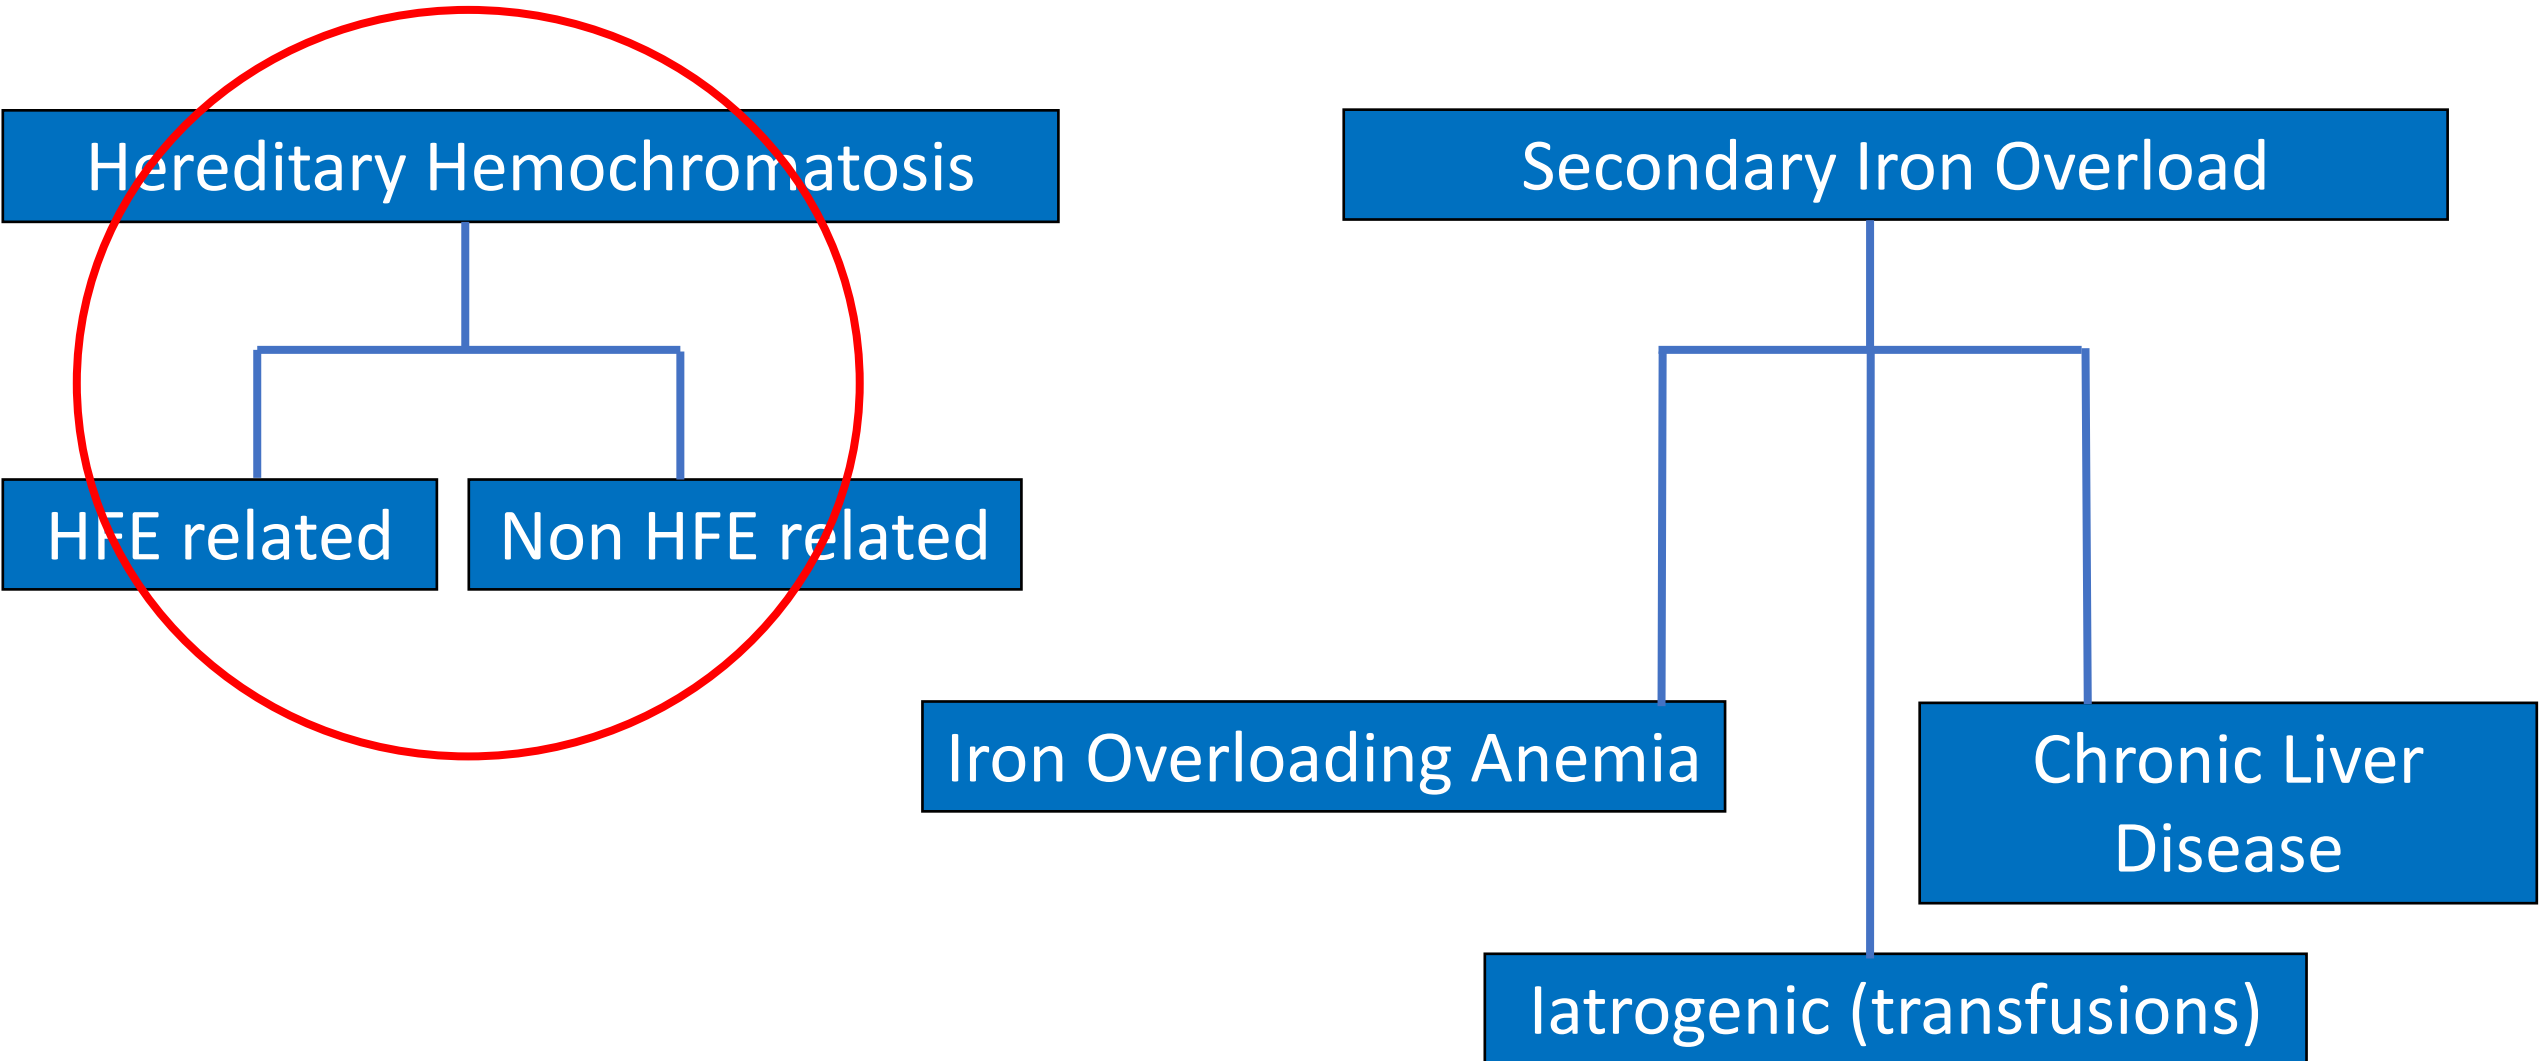 Hereditary Hemochromatosis
Secondary Iron Overload
HFE related
Non HFE related
Iron Overloading Anemia
Chronic Liver
Disease
Iatrogenic (transfusions)